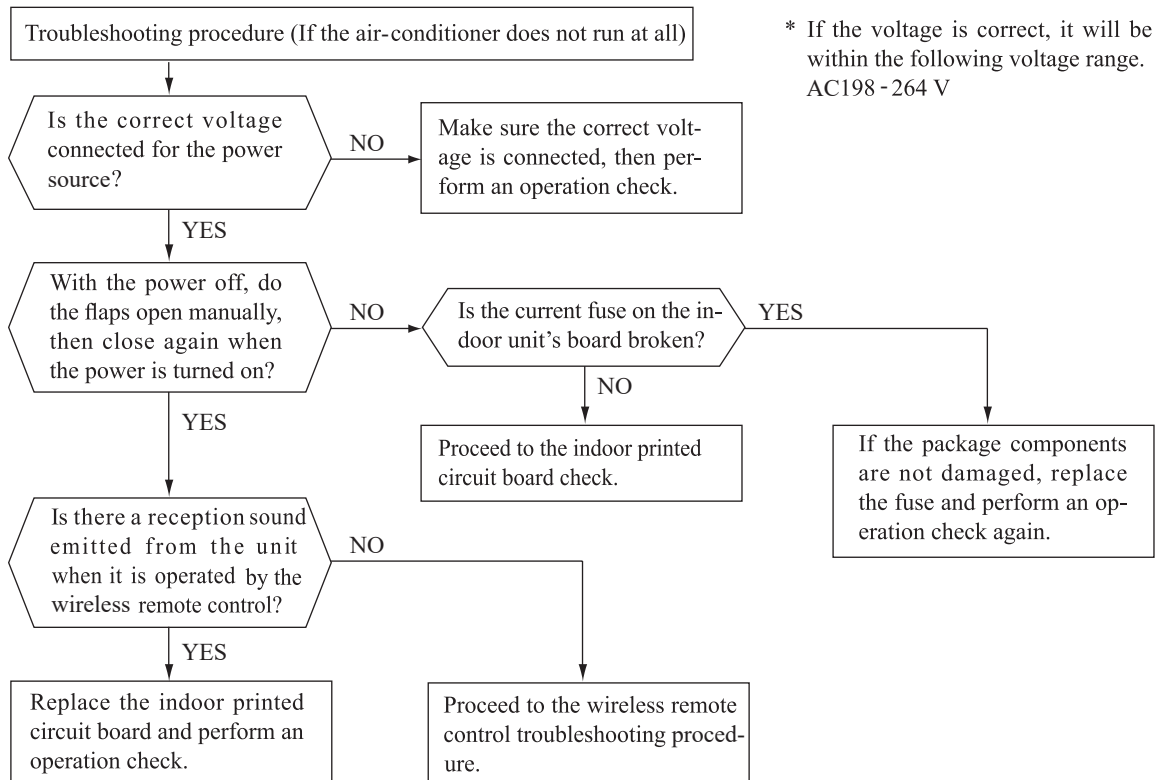 Troubleshooting procedure (If the air-conditioner does not run at all)
* If the voltage is correct, it will be
within the following voltage range.
AC198 - 264 V
Is the correct voltage
connected for the power
source?
NO
Make sure the correct volt-
age is connected, then per-
form an operation check.
YES
With the power off, do
the flaps open manually,
then close again when
the power is turned on?
NO
Is the current fuse on the in-
door unit's board broken?
YES
NO
YES
Proceed to the indoor printed
circuit board check.
If the package components
are not damaged, replace
the fuse and perform an op-
eration check again.
Is there a reception sound
emitted from the unit
when it is operated by the
wireless remote control?
NO
YES
Replace the indoor printed
circuit board and perform an
operation check.
Proceed to the wireless remote
control troubleshooting proced-
ure.